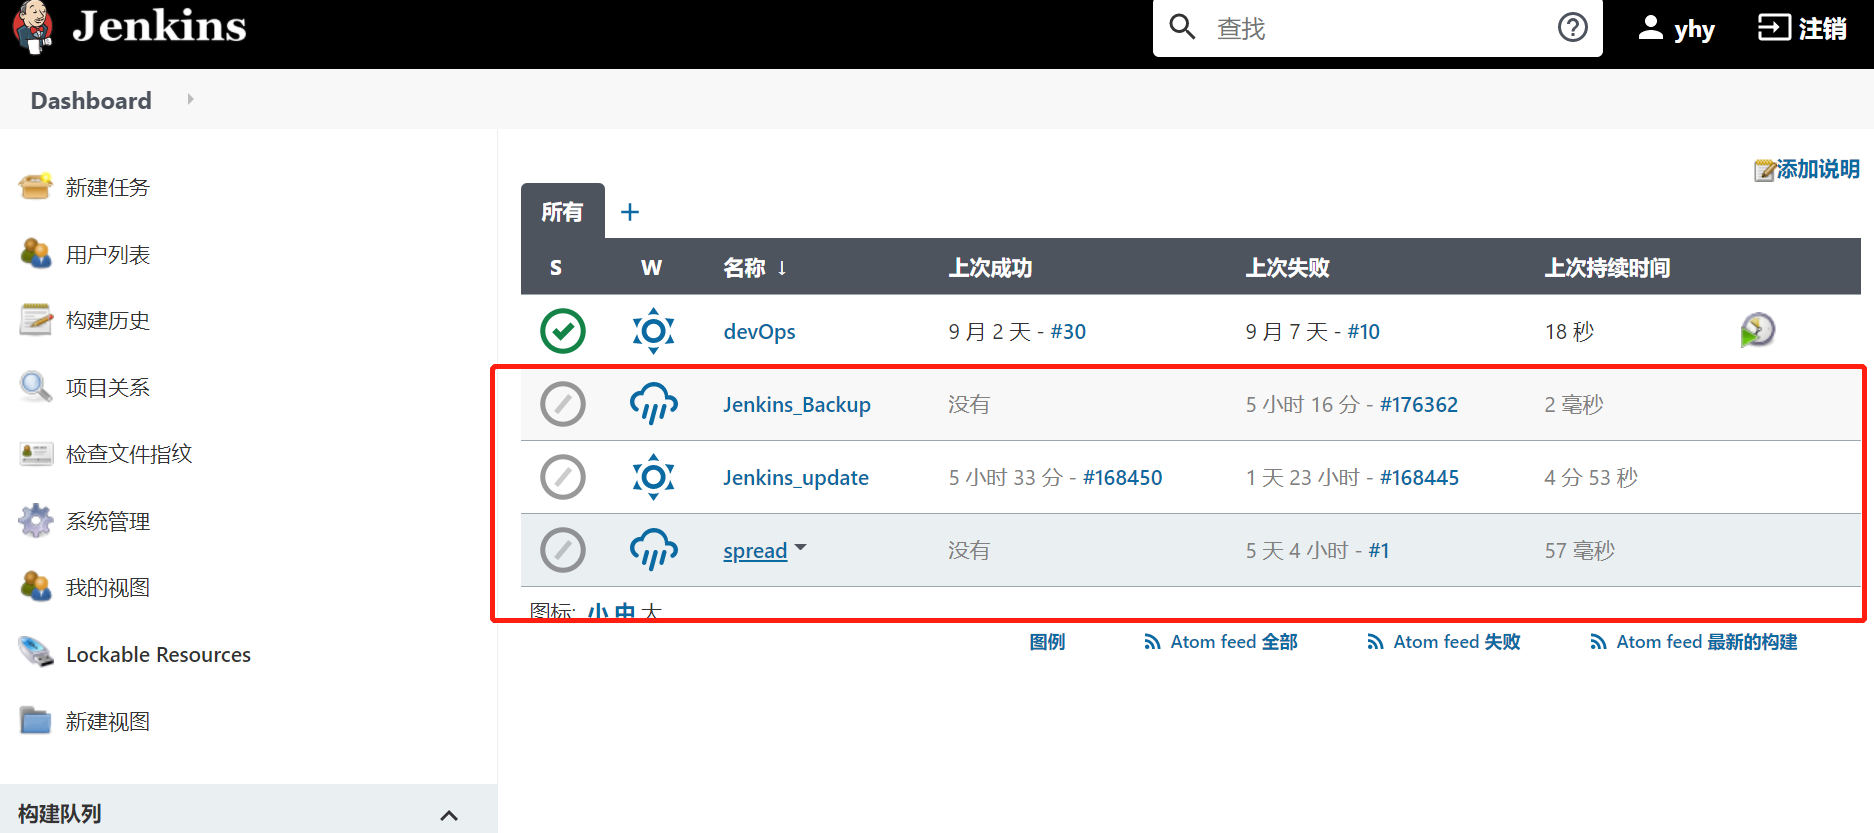 Jenkins
查找
yhy
注销
Dashboard
新建任务
用户列表
构建历史
项目关系
检查文件指纹
系统管理
我的视图
Lockable Resources
新建视图
构建队列
添加说明
所有 +
S W 名称 ↓ 上次成功 上次失败 上次持续时间
devOps 9 月 2 天 - #30 9 月 7 天 - #10 18 秒
Jenkins_Backup 没有 5 小时 16 分 - #176362 2 毫秒
Jenkins_update 5 小时 33 分 - #168450 1 天 23 小时 - #168445 4 分 53 秒
spread 没有 5 天 4 小时 - #1 57 毫秒
图标: 小 中 大
图例 Atom feed 全部 Atom feed 失败 Atom feed 最新的构建